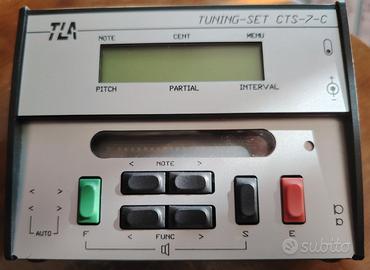 TLA TUNING-SET CTS-7-C
NOTE CENT MENU
PITCH PARTIAL INTERVAL
< NOTE >
< <
< <
AUTO
F < FUNC > S E
subito